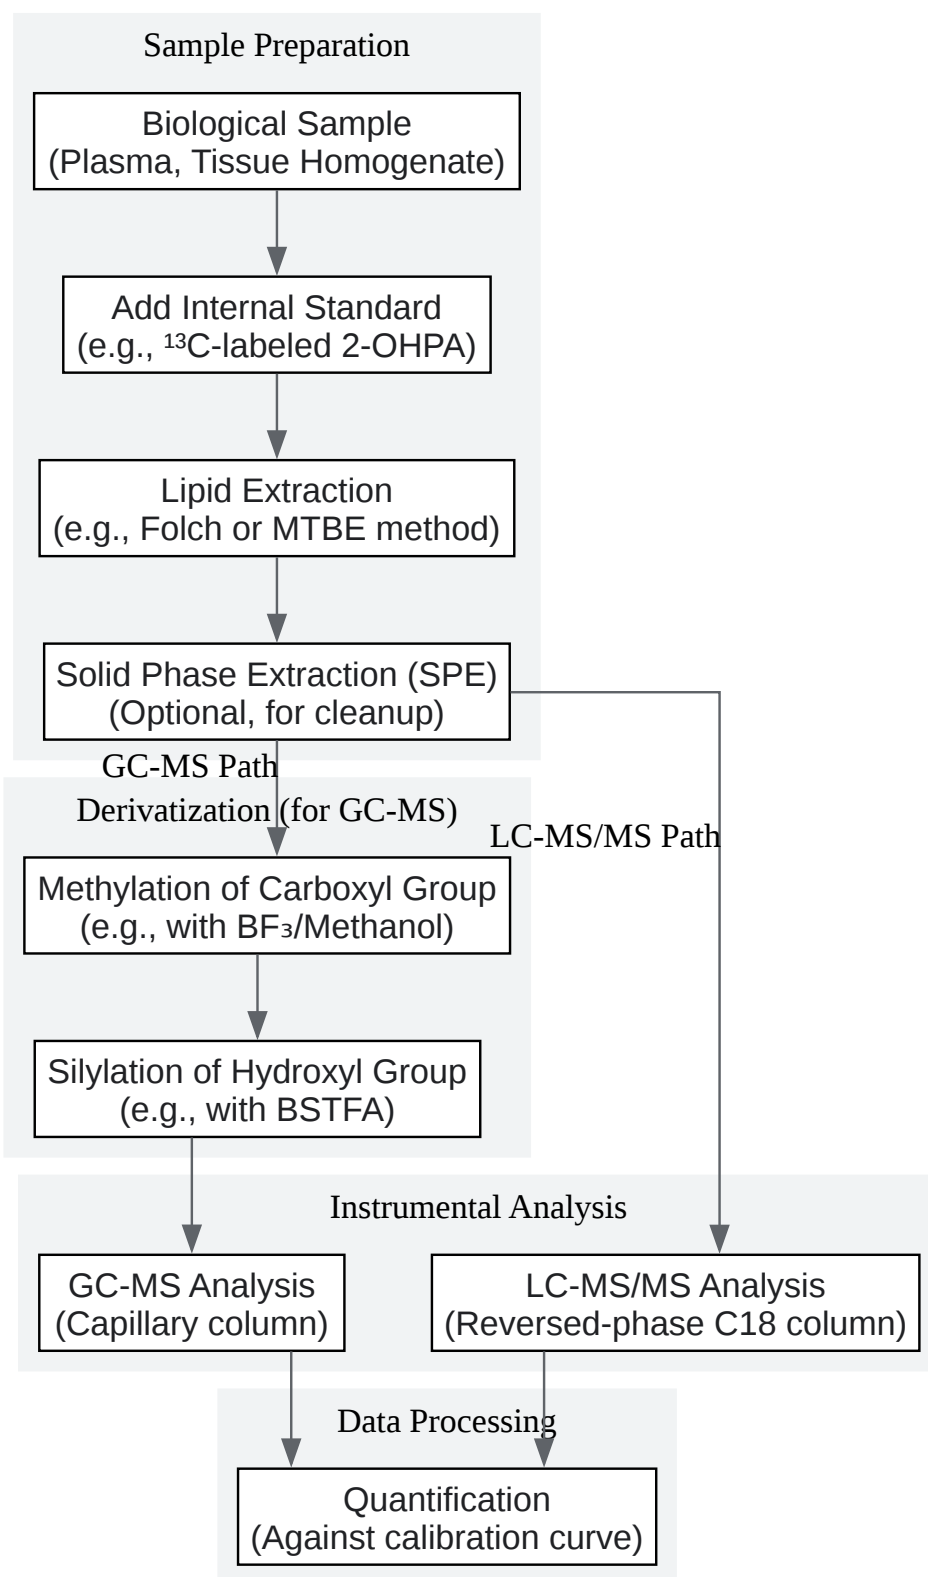 Sample Preparation
Biological Sample
(Plasma, Tissue Homogenate)
Add Internal Standard
(e.g., ¹³C-labeled 2-OHPA)
Lipid Extraction
(e.g., Folch or MTBE method)
Solid Phase Extraction (SPE)
(Optional, for cleanup)
GC-MS Path
Derivatization (for GC-MS)
LC-MS/MS Path
Methylation of Carboxyl Group
(e.g., with BF₃/Methanol)
Silylation of Hydroxyl Group
(e.g., with BSTFA)
Instrumental Analysis
GC-MS Analysis
(Capillary column)
LC-MS/MS Analysis
(Reversed-phase C18 column)
Data Processing
Quantification
(Against calibration curve)